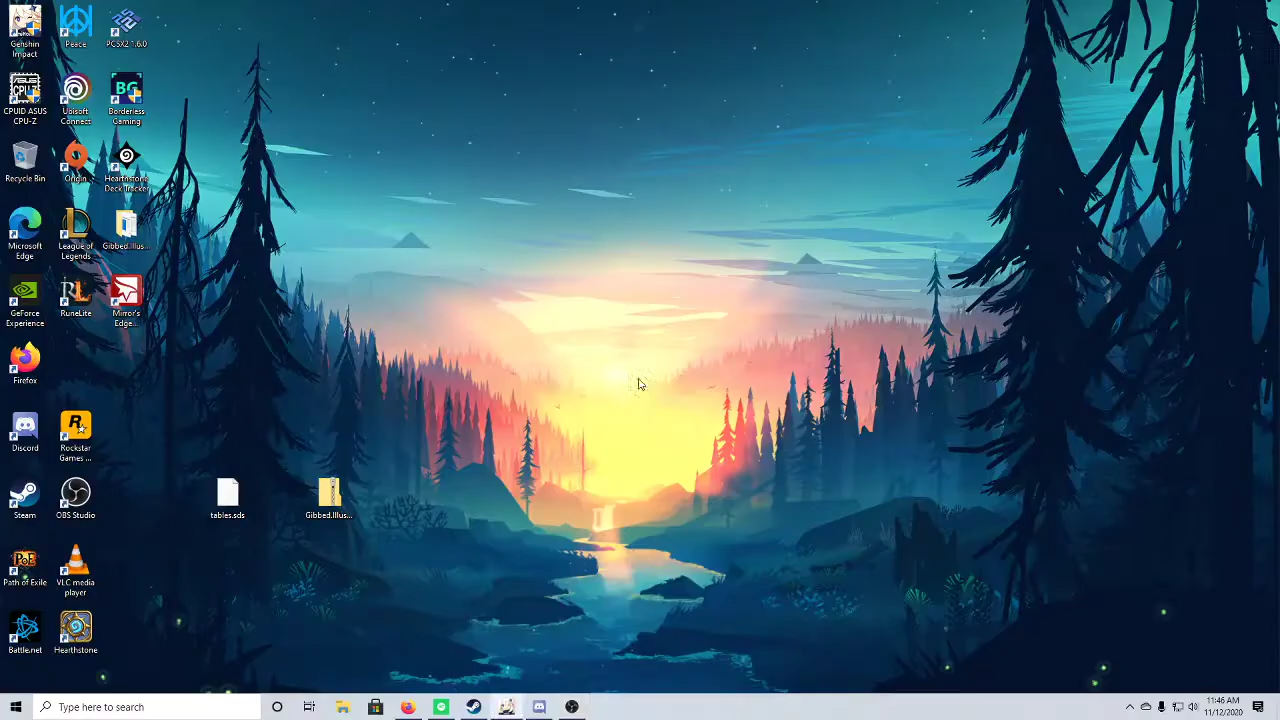 Genshin
Impact
Peace
PCSX2 1.6.0
CPUID ASUS
CPU-Z
Ubisoft
Connect
BG
Borderless
Gaming
Recycle Bin
Origin
Hearthstone
Deck Tracker
Microsoft
Edge
League of
Legends
Gibbed.Illus...
GeForce
Experience
RL
RuneLite
Mirror's
Edge...
Firefox
Discord
R
Rockstar
Games ...
Steam
OBS Studio
tables.sds
Gibbed.Illus...
Path of Exile
VLC media
player
Battle.net
Hearthstone
Type here to search
11:46 AM
11/12/2020